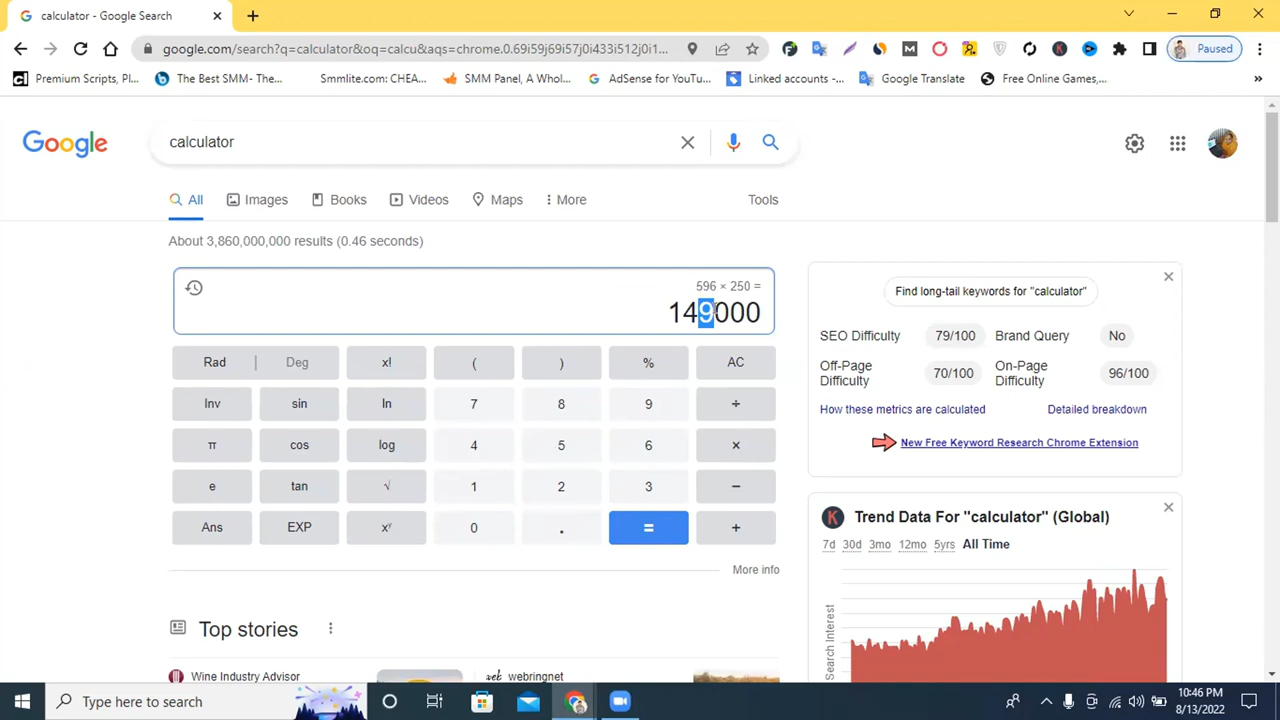 calculator - Google Search
google.com/search?q=calculator&oq=calcu&aqs=chrome.0.69i59j69i57j0i433i512j0i1...
Paused
Premium Scripts, Pl...
The Best SMM- The...
Smmlite.com: CHEA...
SMM Panel, A Whol...
AdSense for YouTu...
Linked accounts -...
Google Translate
Free Online Games,...
»
Google
calculator
All
Images
Books
Videos
Maps
More
Tools
About 3,860,000,000 results (0.46 seconds)
596 × 250 =
149000
Rad | Deg x! ( ) % AC
Inv sin ln 7 8 9 ÷
π cos log 4 5 6 ×
e tan √ 1 2 3 −
Ans EXP xʸ 0 . = +
More info
Top stories
Wine Industry Advisor
webringnet
Find long-tail keywords for "calculator"
SEO Difficulty 79/100 Brand Query No
Off-Page Difficulty 70/100 On-Page Difficulty 96/100
How these metrics are calculated Detailed breakdown
New Free Keyword Research Chrome Extension
K
Trend Data For "calculator" (Global)
7d 30d 3mo 12mo 5yrs All Time
Search Interest
Type here to search
10:46 PM
8/13/2022